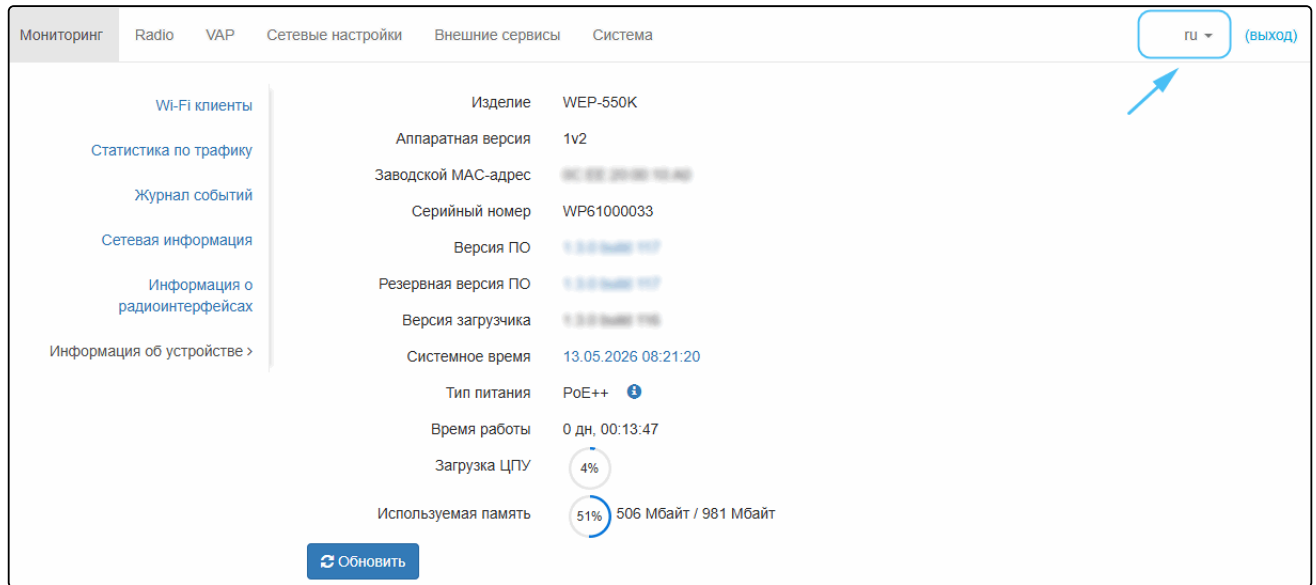 Мониторинг Radio VAP Сетевые настройки Внешние сервисы Система ru (выход)
Wi-Fi клиенты
Статистика по трафику
Журнал событий
Сетевая информация
Информация о
радиоинтерфейсах
Информация об устройстве >
Изделие WEP-550K
Аппаратная версия 1v2
Заводской MAC-адрес
Серийный номер WP61000033
Версия ПО
Резервная версия ПО
Версия загрузчика
Системное время 13.05.2026 08:21:20
Тип питания PoE++
Время работы 0 дн, 00:13:47
Загрузка ЦПУ 4%
Используемая память 51% 506 Мбайт / 981 Мбайт
Обновить